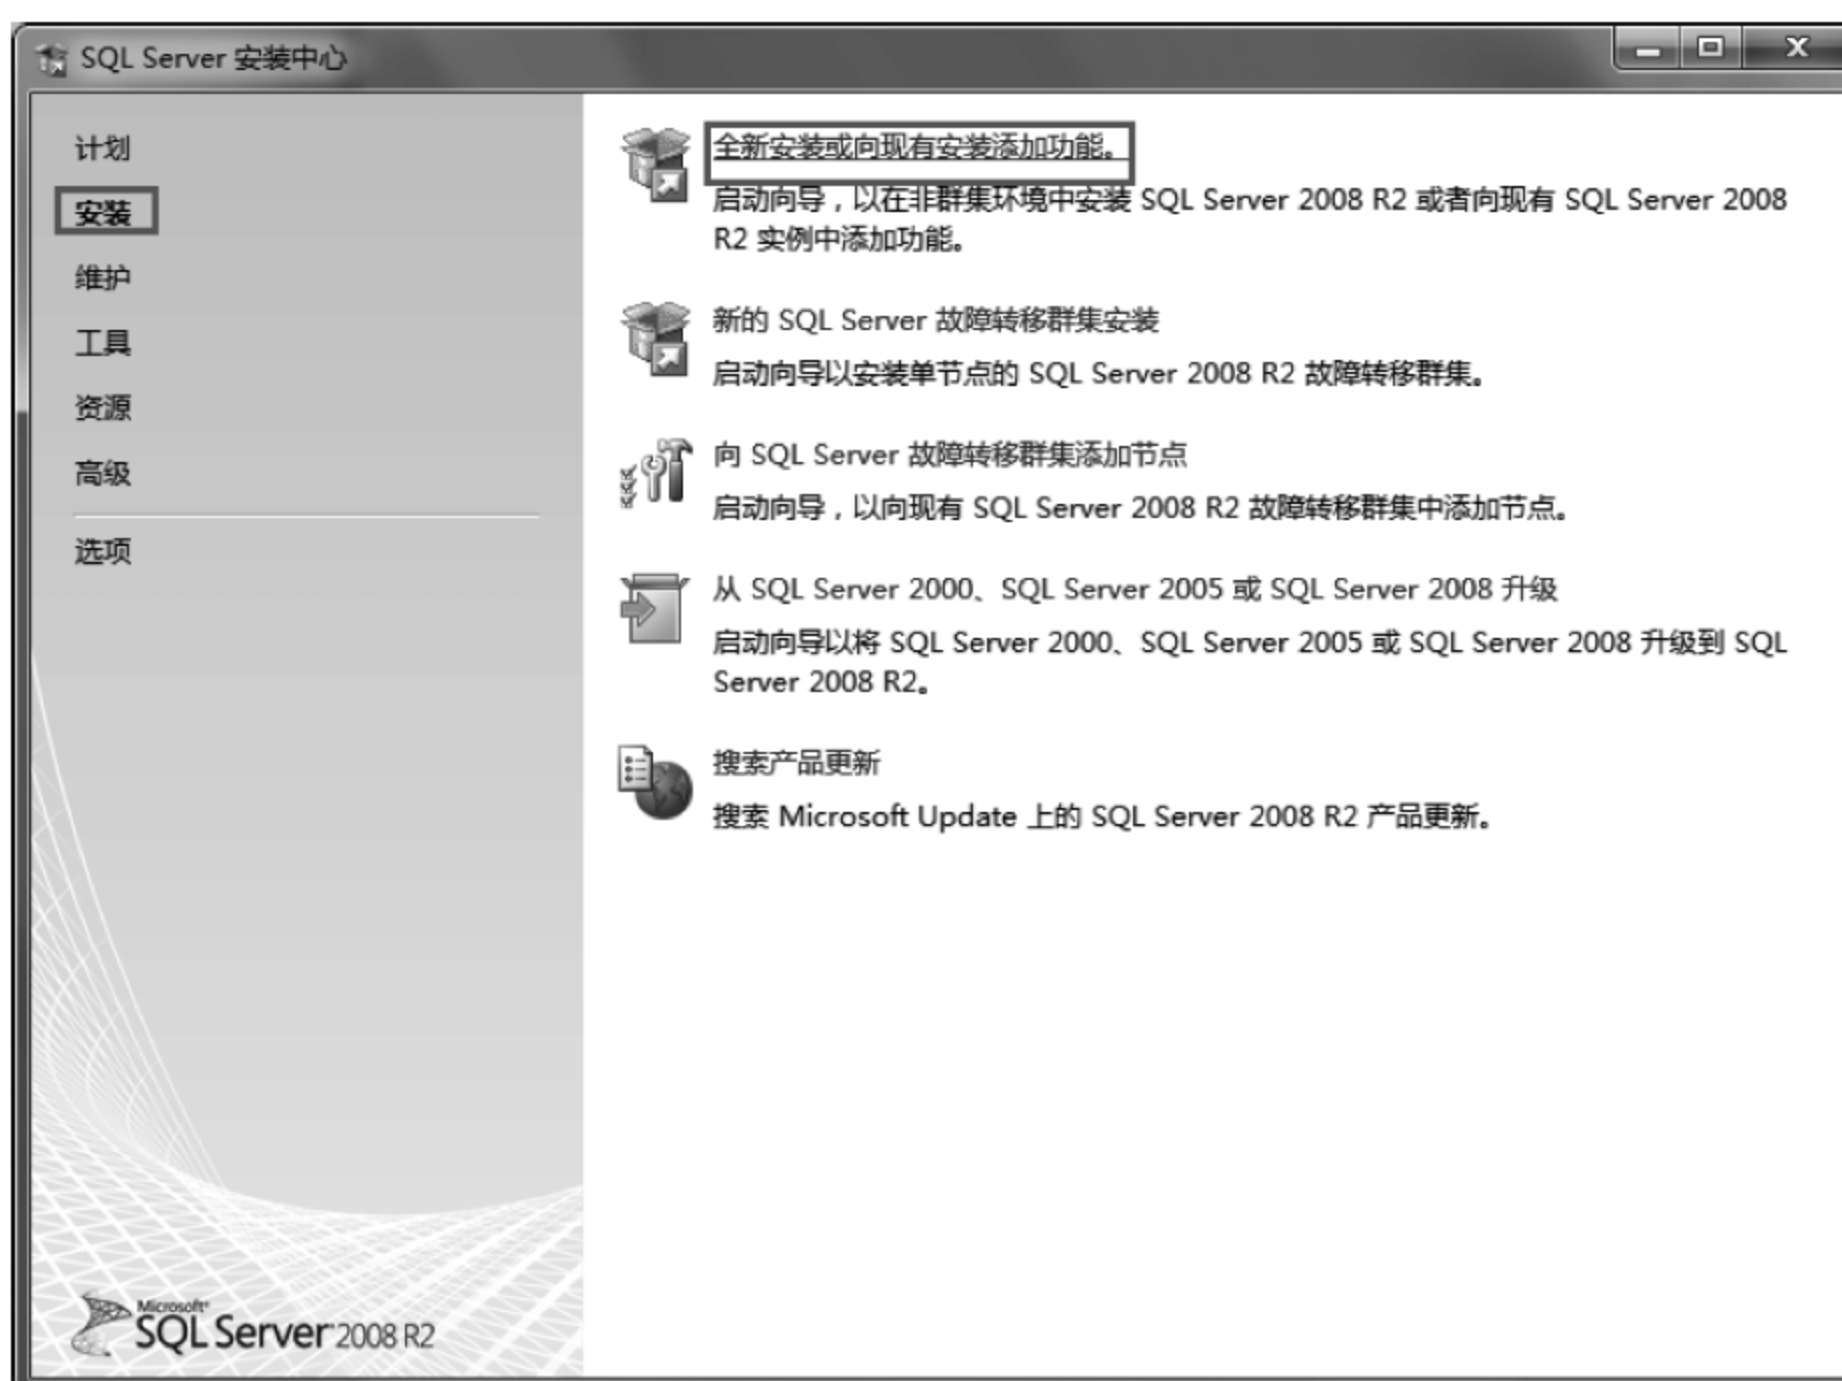 SQL Server 安装中心
计划
安装
维护
工具
资源
高级
选项
全新安装或向现有安装添加功能。
启动向导，以在非群集环境中安装 SQL Server 2008 R2 或者向现有 SQL Server 2008
R2 实例中添加功能。
新的 SQL Server 故障转移群集安装
启动向导以安装单节点的 SQL Server 2008 R2 故障转移群集。
向 SQL Server 故障转移群集添加节点
启动向导，以向现有 SQL Server 2008 R2 故障转移群集中添加节点。
从 SQL Server 2000、SQL Server 2005 或 SQL Server 2008 升级
启动向导以将 SQL Server 2000、SQL Server 2005 或 SQL Server 2008 升级到 SQL
Server 2008 R2。
搜索产品更新
搜索 Microsoft Update 上的 SQL Server 2008 R2 产品更新。
Microsoft®
SQL Server 2008 R2